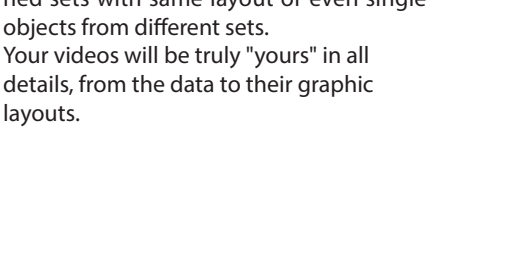 sets with same layout or even single
objects from different sets.
Your videos will be truly "yours" in all
details, from the data to their graphic
layouts.